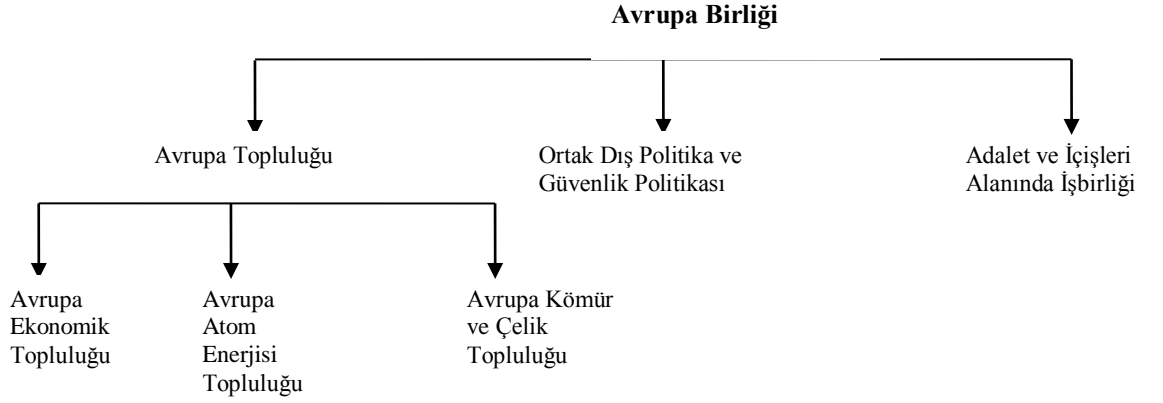 Avrupa Birliği
Avrupa Topluluğu
Ortak Dış Politika ve
Güvenlik Politikası
Adalet ve İçişleri
Alanında İşbirliği
Avrupa
Ekonomik
Topluluğu
Avrupa
Atom
Enerjisi
Topluluğu
Avrupa Kömür
ve Çelik
Topluluğu